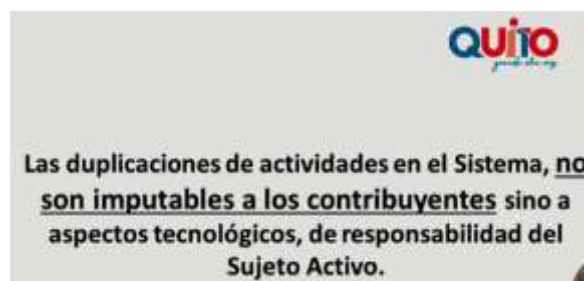 QUITO
Las duplicaciones de actividades en el Sistema, no
son imputables a los contribuyentes sino a
aspectos tecnológicos, de responsabilidad del
Sujeto Activo.